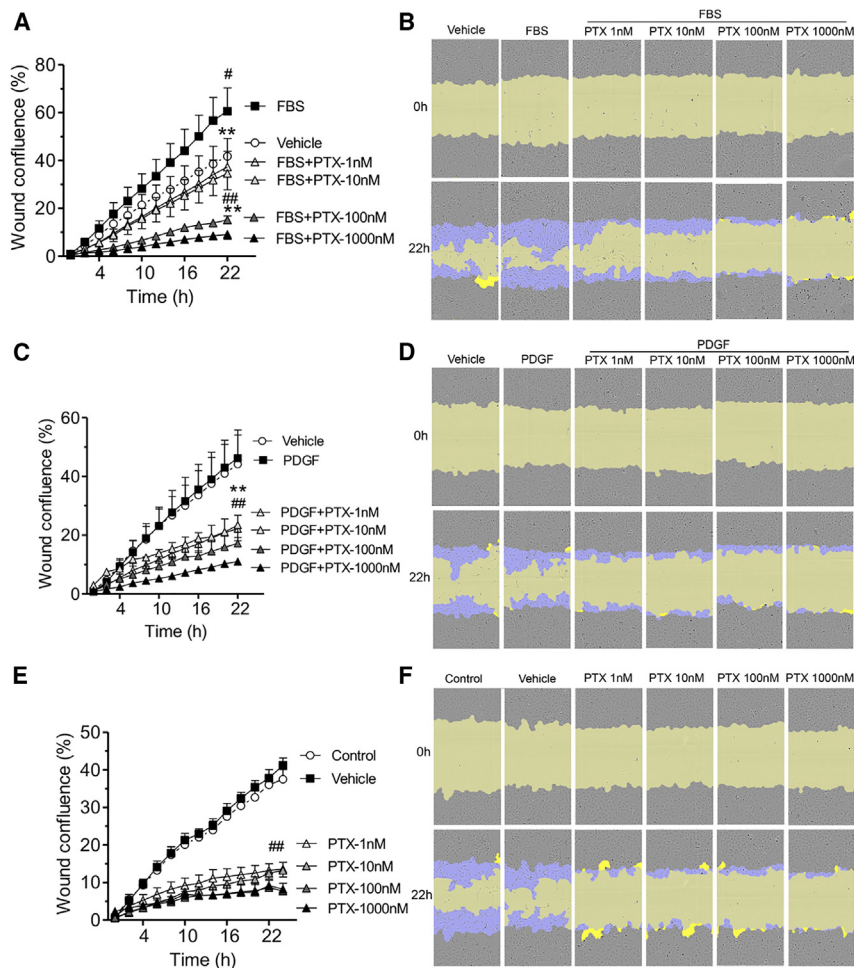 A
Wound confluence (%)
80
60
40
20
0
4
10
16
22
Time (h)
#
**
##
**
FBS
Vehicle
FBS+PTX-1nM
FBS+PTX-10nM
FBS+PTX-100nM
FBS+PTX-1000nM
B
FBS
Vehicle
FBS
PTX 1nM
PTX 10nM
PTX 100nM
PTX 1000nM
0h
22h
C
Wound confluence (%)
60
40
20
0
4
10
16
22
Time (h)
**
##
Vehicle
PDGF
PDGF+PTX-1nM
PDGF+PTX-10nM
PDGF+PTX-100nM
PDGF+PTX-1000nM
D
PDGF
Vehicle
PDGF
PTX 1nM
PTX 10nM
PTX 100nM
PTX 1000nM
0h
22h
E
Wound confluence (%)
50
40
30
20
10
0
4
10
16
22
Time (h)
##
Control
Vehicle
PTX-1nM
PTX-10nM
PTX-100nM
PTX-1000nM
F
Control
Vehicle
PTX 1nM
PTX 10nM
PTX 100nM
PTX 1000nM
0h
22h